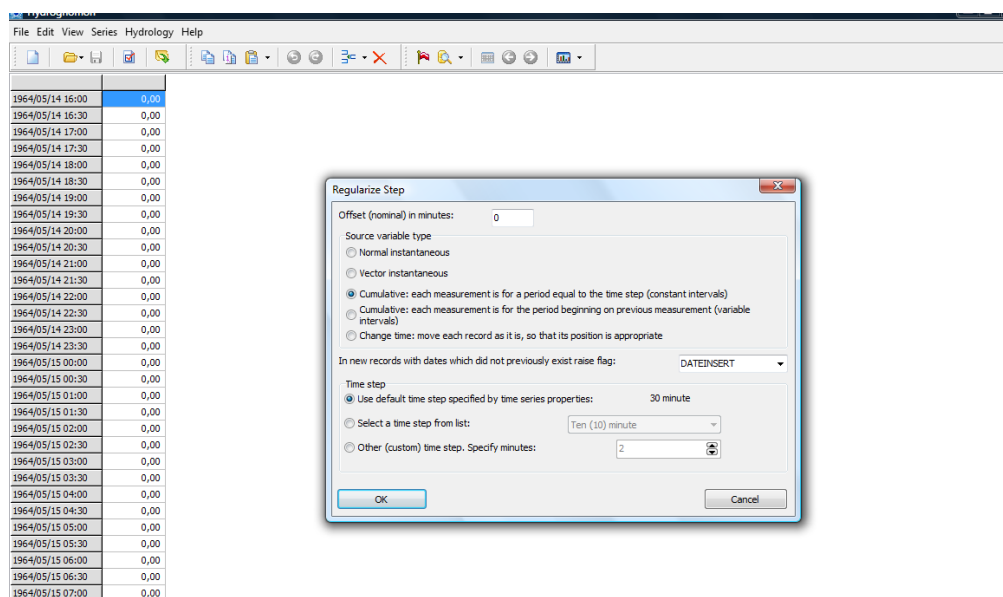 Hydrognomon
File Edit View Series Hydrology Help
1964/05/14 16:00 0,00
1964/05/14 16:30 0,00
1964/05/14 17:00 0,00
1964/05/14 17:30 0,00
1964/05/14 18:00 0,00
1964/05/14 18:30 0,00
1964/05/14 19:00 0,00
1964/05/14 19:30 0,00
1964/05/14 20:00 0,00
1964/05/14 20:30 0,00
1964/05/14 21:00 0,00
1964/05/14 21:30 0,00
1964/05/14 22:00 0,00
1964/05/14 22:30 0,00
1964/05/14 23:00 0,00
1964/05/14 23:30 0,00
1964/05/15 00:00 0,00
1964/05/15 00:30 0,00
1964/05/15 01:00 0,00
1964/05/15 01:30 0,00
1964/05/15 02:00 0,00
1964/05/15 02:30 0,00
1964/05/15 03:00 0,00
1964/05/15 03:30 0,00
1964/05/15 04:00 0,00
1964/05/15 04:30 0,00
1964/05/15 05:00 0,00
1964/05/15 05:30 0,00
1964/05/15 06:00 0,00
1964/05/15 06:30 0,00
1964/05/15 07:00 0,00
Regularize Step
Offset (nominal) in minutes: 0
Source variable type
Normal instantaneous
Vector instantaneous
Cumulative: each measurement is for a period equal to the time step (constant intervals)
Cumulative: each measurement is for the period beginning on previous measurement (variable
intervals)
Change time: move each record as it is, so that its position is appropriate
In new records with dates which did not previously exist raise flag: DATEINSERT
Time step
Use default time step specified by time series properties: 30 minute
Select a time step from list: Ten (10) minute
Other (custom) time step. Specify minutes: 2
OK Cancel